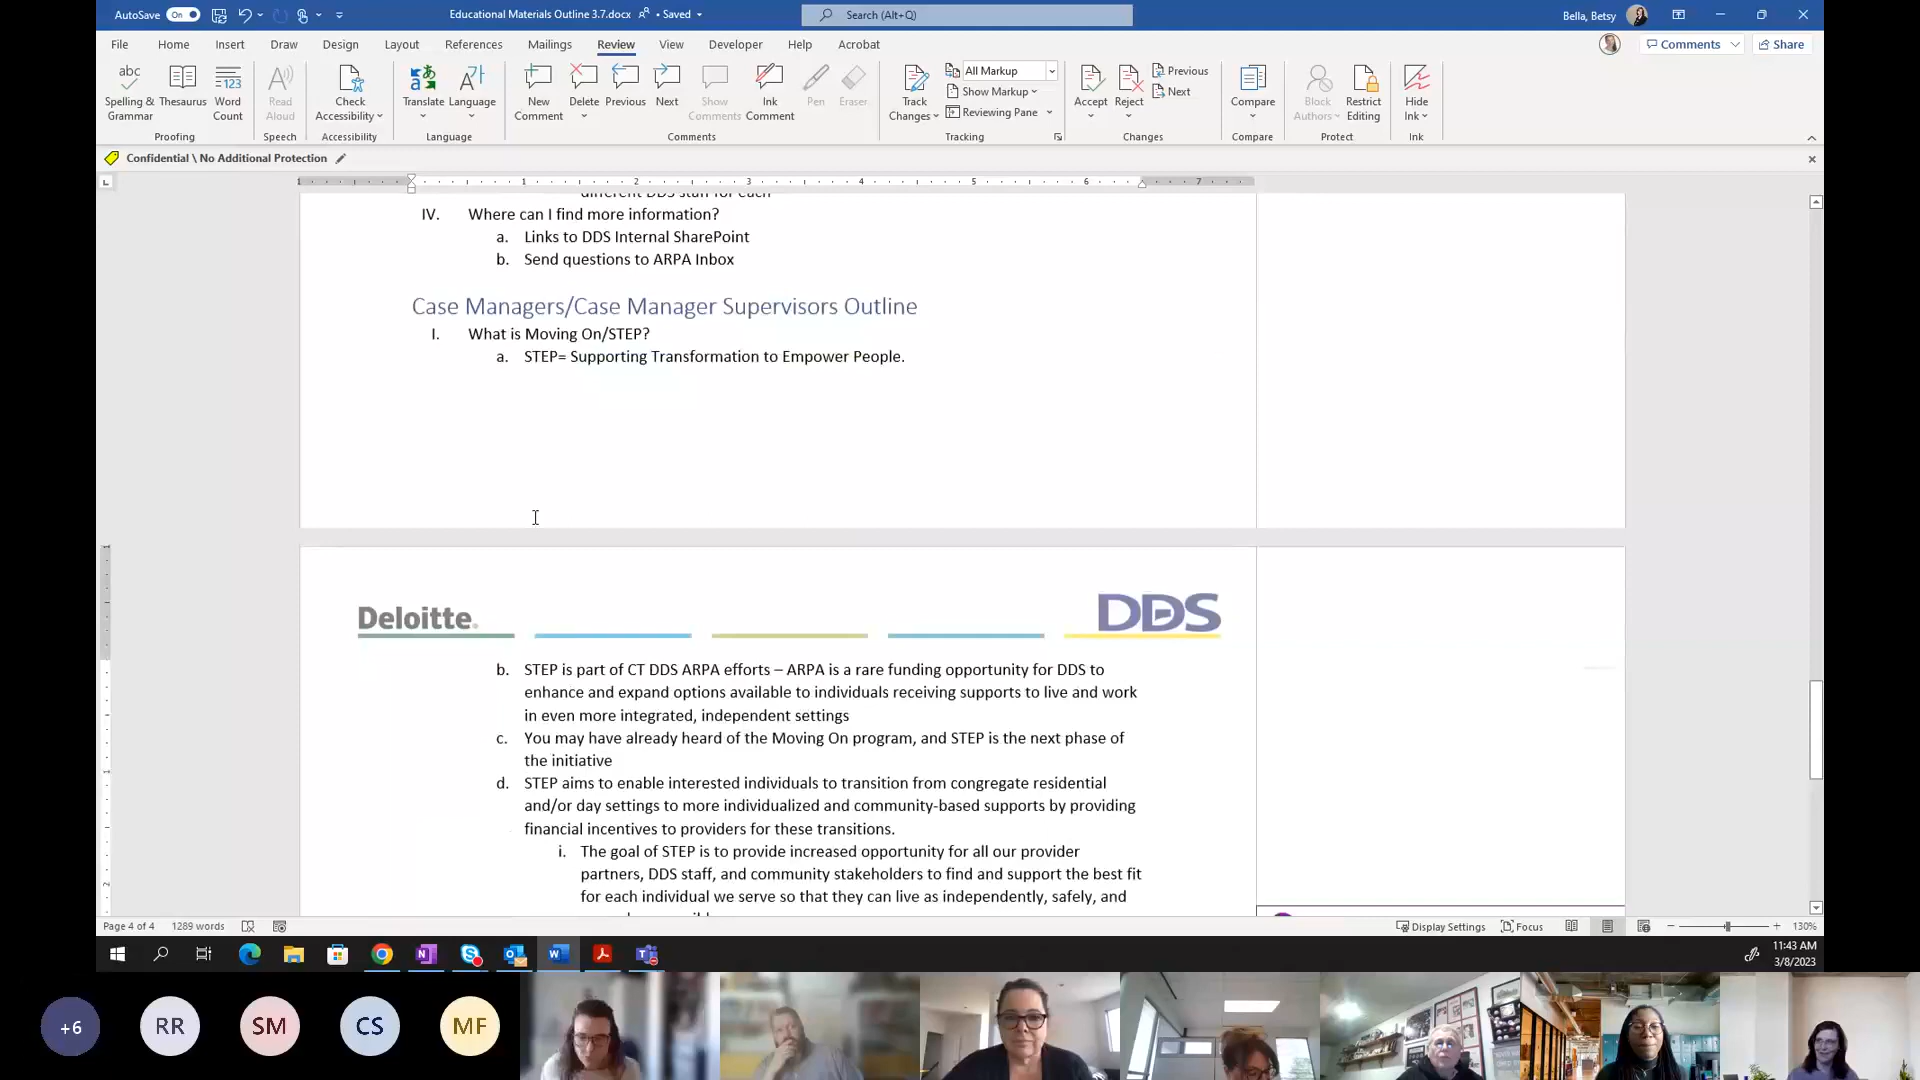 AutoSave On Educational Materials Outline 3.7.docx • Saved Search (Alt+Q) Bella, Betsy
File Home Insert Draw Design Layout References Mailings Review View Developer Help Acrobat Comments Share
Spelling & Grammar Thesaurus Word Count Read Aloud Check Accessibility Translate Language New Comment Delete Previous Next Show Comments Ink Comment Pen Eraser Track Changes All Markup Show Markup Reviewing Pane Accept Reject Previous Next Compare Block Authors Restrict Editing Hide Ink
Proofing Speech Accessibility Language Comments Tracking Changes Compare Protect Ink
Confidential \ No Additional Protection
1 1 2 3 4 5 6 7
different DDS staff for each
IV. Where can I find more information?
a. Links to DDS Internal SharePoint
b. Send questions to ARPA Inbox
Case Managers/Case Manager Supervisors Outline
I. What is Moving On/STEP?
a. STEP= Supporting Transformation to Empower People.
Deloitte. DDS
b. STEP is part of CT DDS ARPA efforts – ARPA is a rare funding opportunity for DDS to
enhance and expand options available to individuals receiving supports to live and work
in even more integrated, independent settings
c. You may have already heard of the Moving On program, and STEP is the next phase of
the initiative
d. STEP aims to enable interested individuals to transition from congregate residential
and/or day settings to more individualized and community-based supports by providing
financial incentives to providers for these transitions.
i. The goal of STEP is to provide increased opportunity for all our provider
partners, DDS staff, and community stakeholders to find and support the best fit
for each individual we serve so that they can live as independently, safely, and
Page 4 of 4 1289 words Display Settings Focus 130%
11:43 AM
3/8/2023
+6 RR SM CS MF